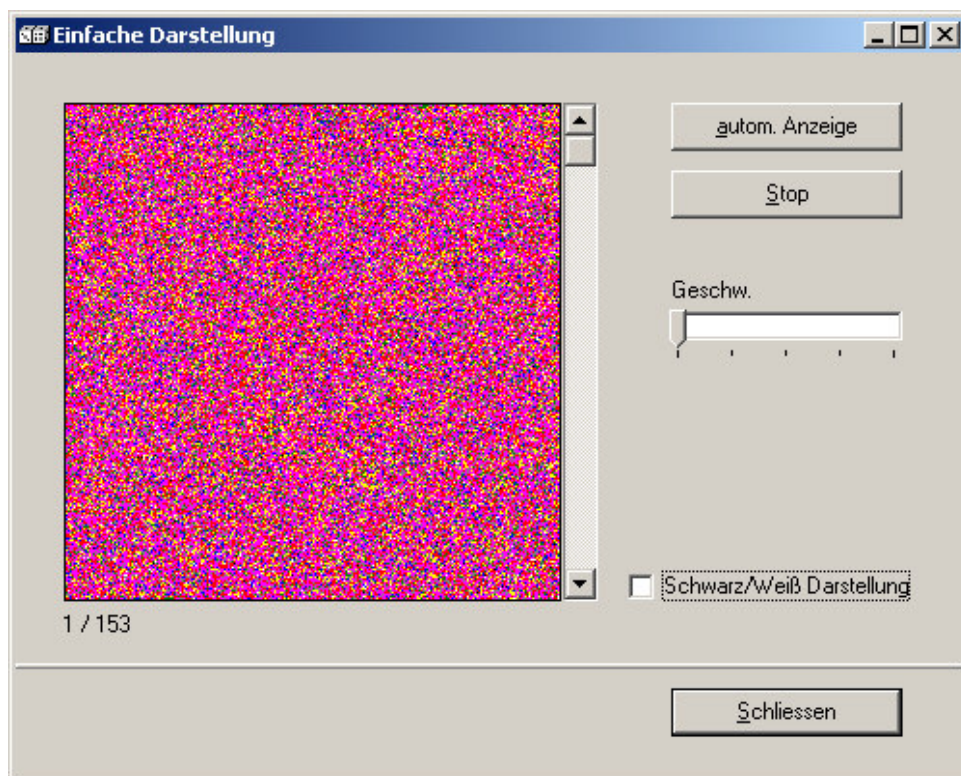 Einfache Darstellung
autom. Anzeige
Stop
Geschw.
Schwarz/Weiß Darstellung
1 / 153
Schliessen